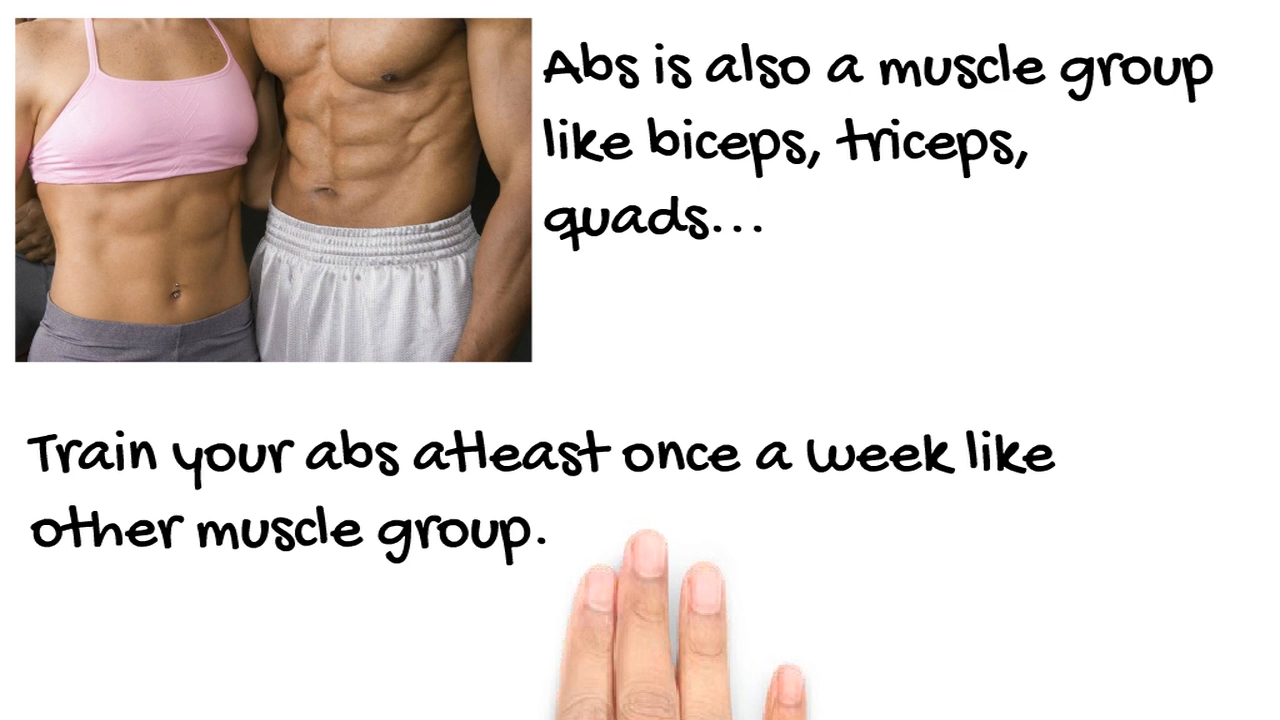 Abs is also a muscle group
like biceps, triceps,
quads...
Train your abs atleast once a week like
other muscle group.